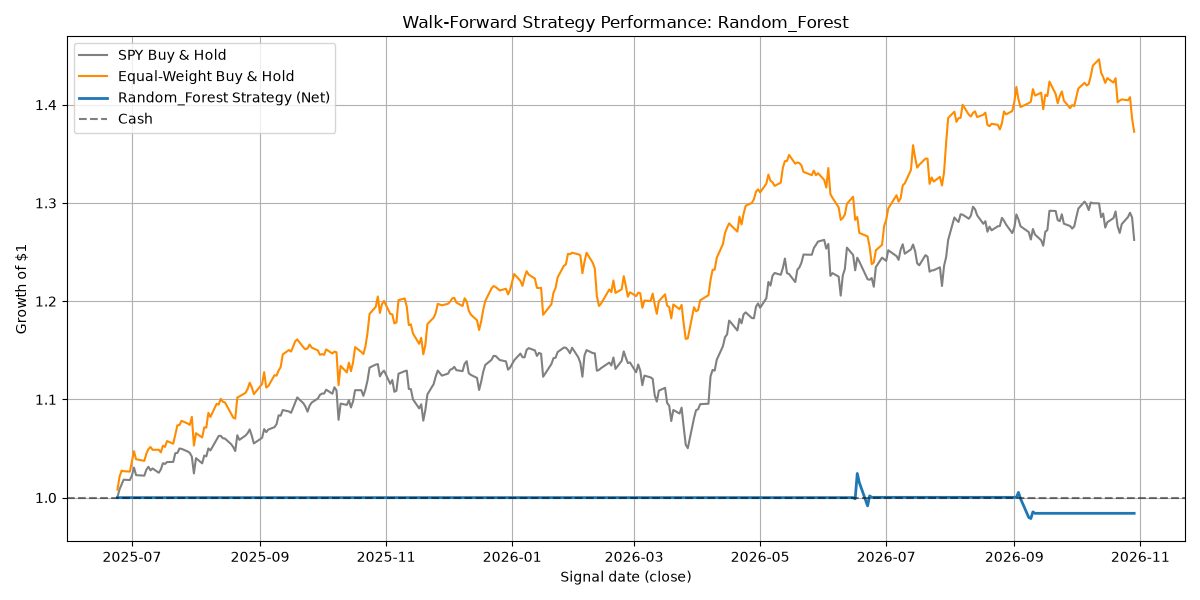 Walk-Forward Strategy Performance: Random_Forest
SPY Buy & Hold
Equal-Weight Buy & Hold
Random_Forest Strategy (Net)
Cash
Growth of $1
1.4
1.3
1.2
1.1
1.0
2025-07
2025-09
2025-11
2026-01
2026-03
2026-05
2026-07
2026-09
2026-11
Signal date (close)